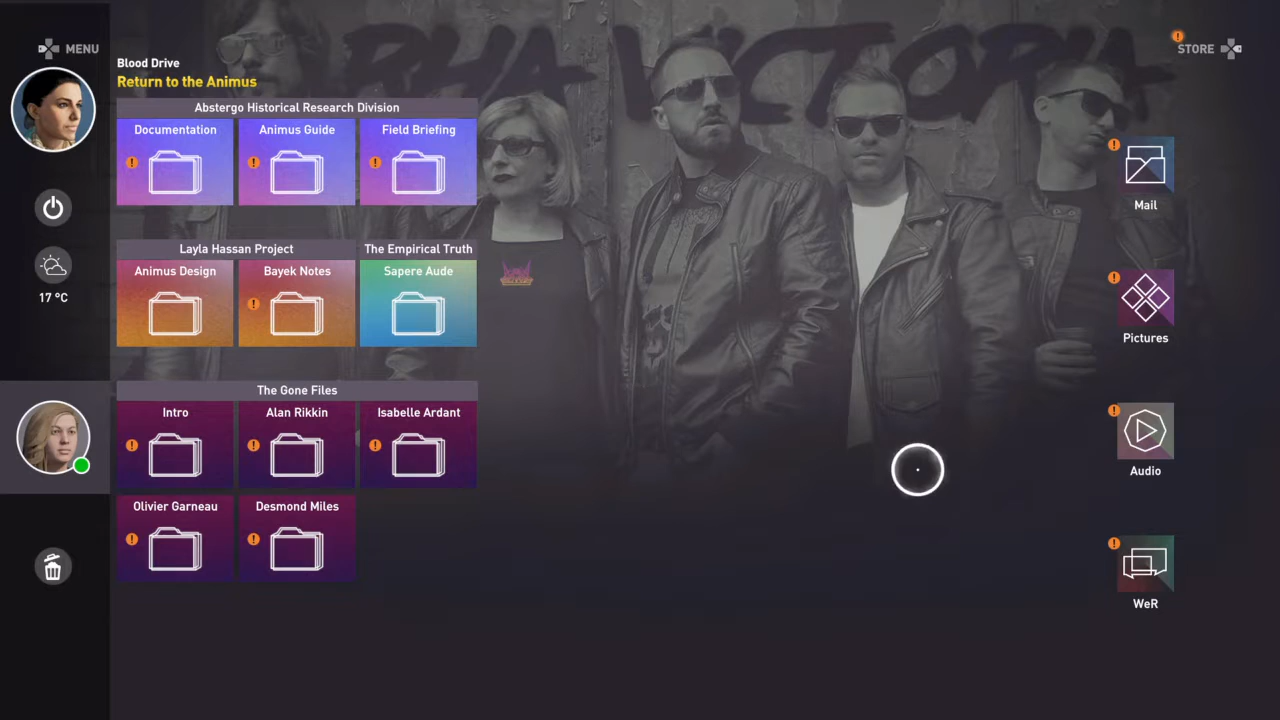 MENU
STORE
Blood Drive
Return to the Animus
Abstergo Historical Research Division
Documentation
Animus Guide
Field Briefing
Layla Hassan Project
The Empirical Truth
Animus Design
Bayek Notes
Sapere Aude
17 °C
The Gone Files
Intro
Alan Rikkin
Isabelle Ardant
Olivier Garneau
Desmond Miles
Mail
Pictures
Audio
WeR